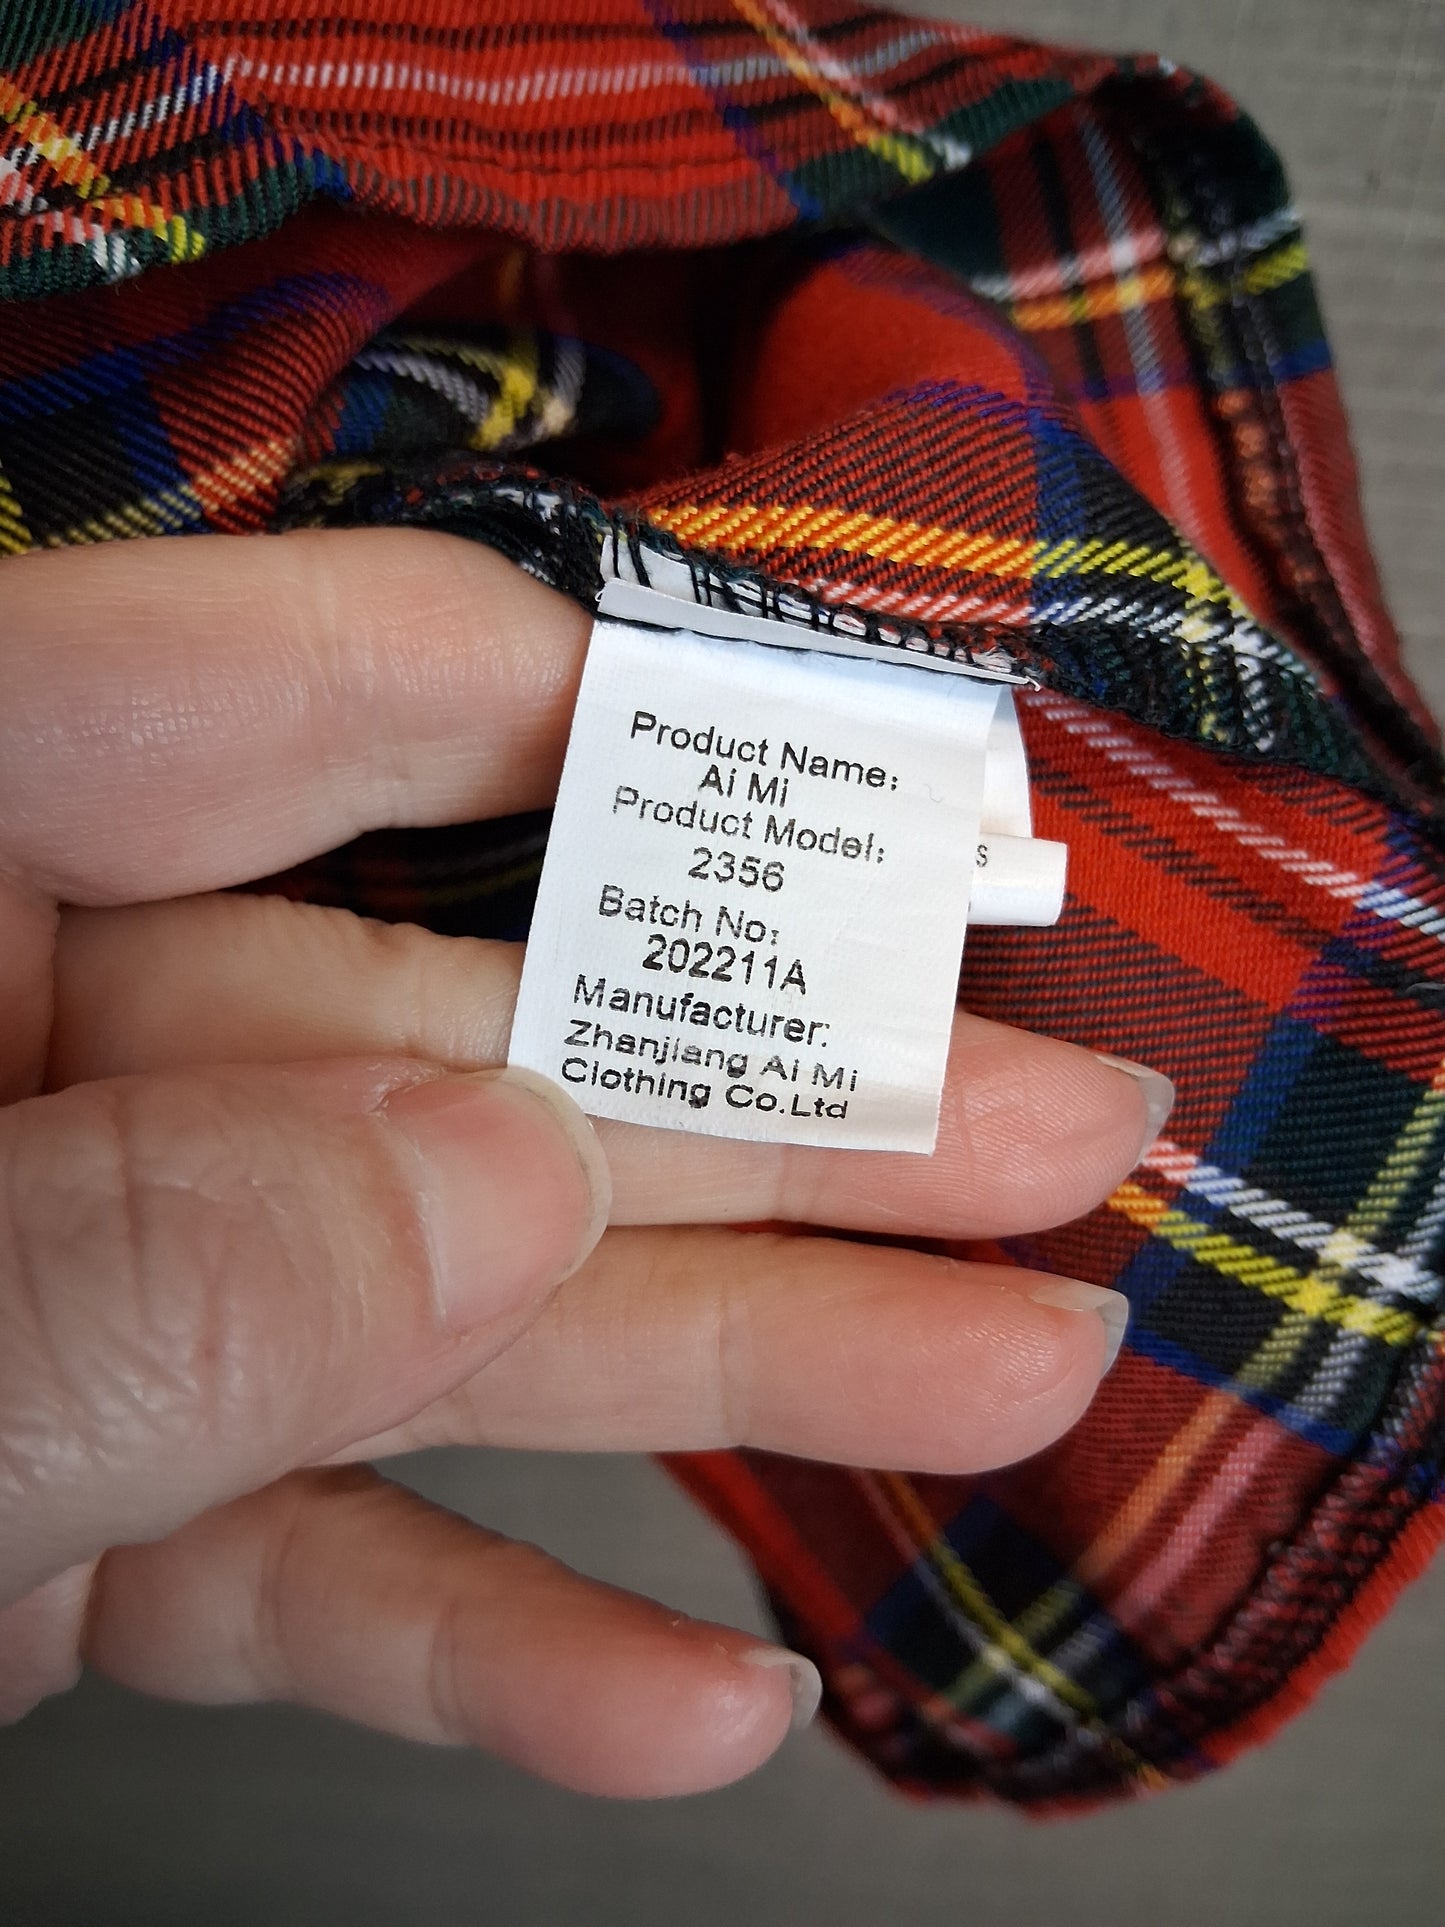 Product Name:
Ai Mi
Product Model:
2356
Batch No:
202211A
Manufacturer:
Zhanjiang Ai Mi
Clothing Co.Ltd
S